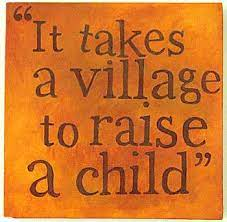 “It takes
a village
to raise
a child”